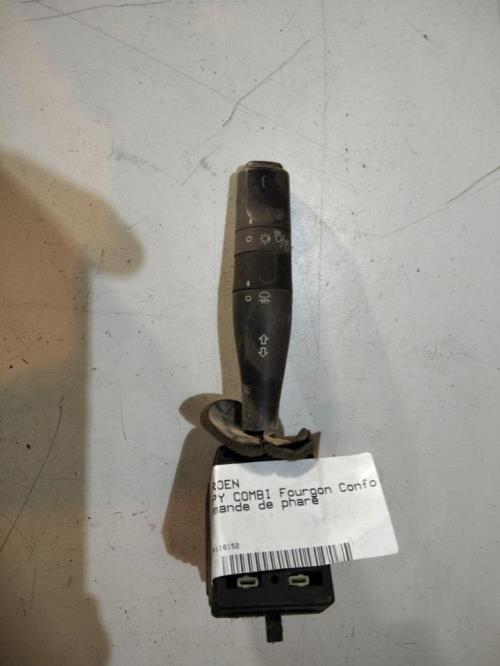 ROEN
PY COMBI Fourgon Confo
mande de phare